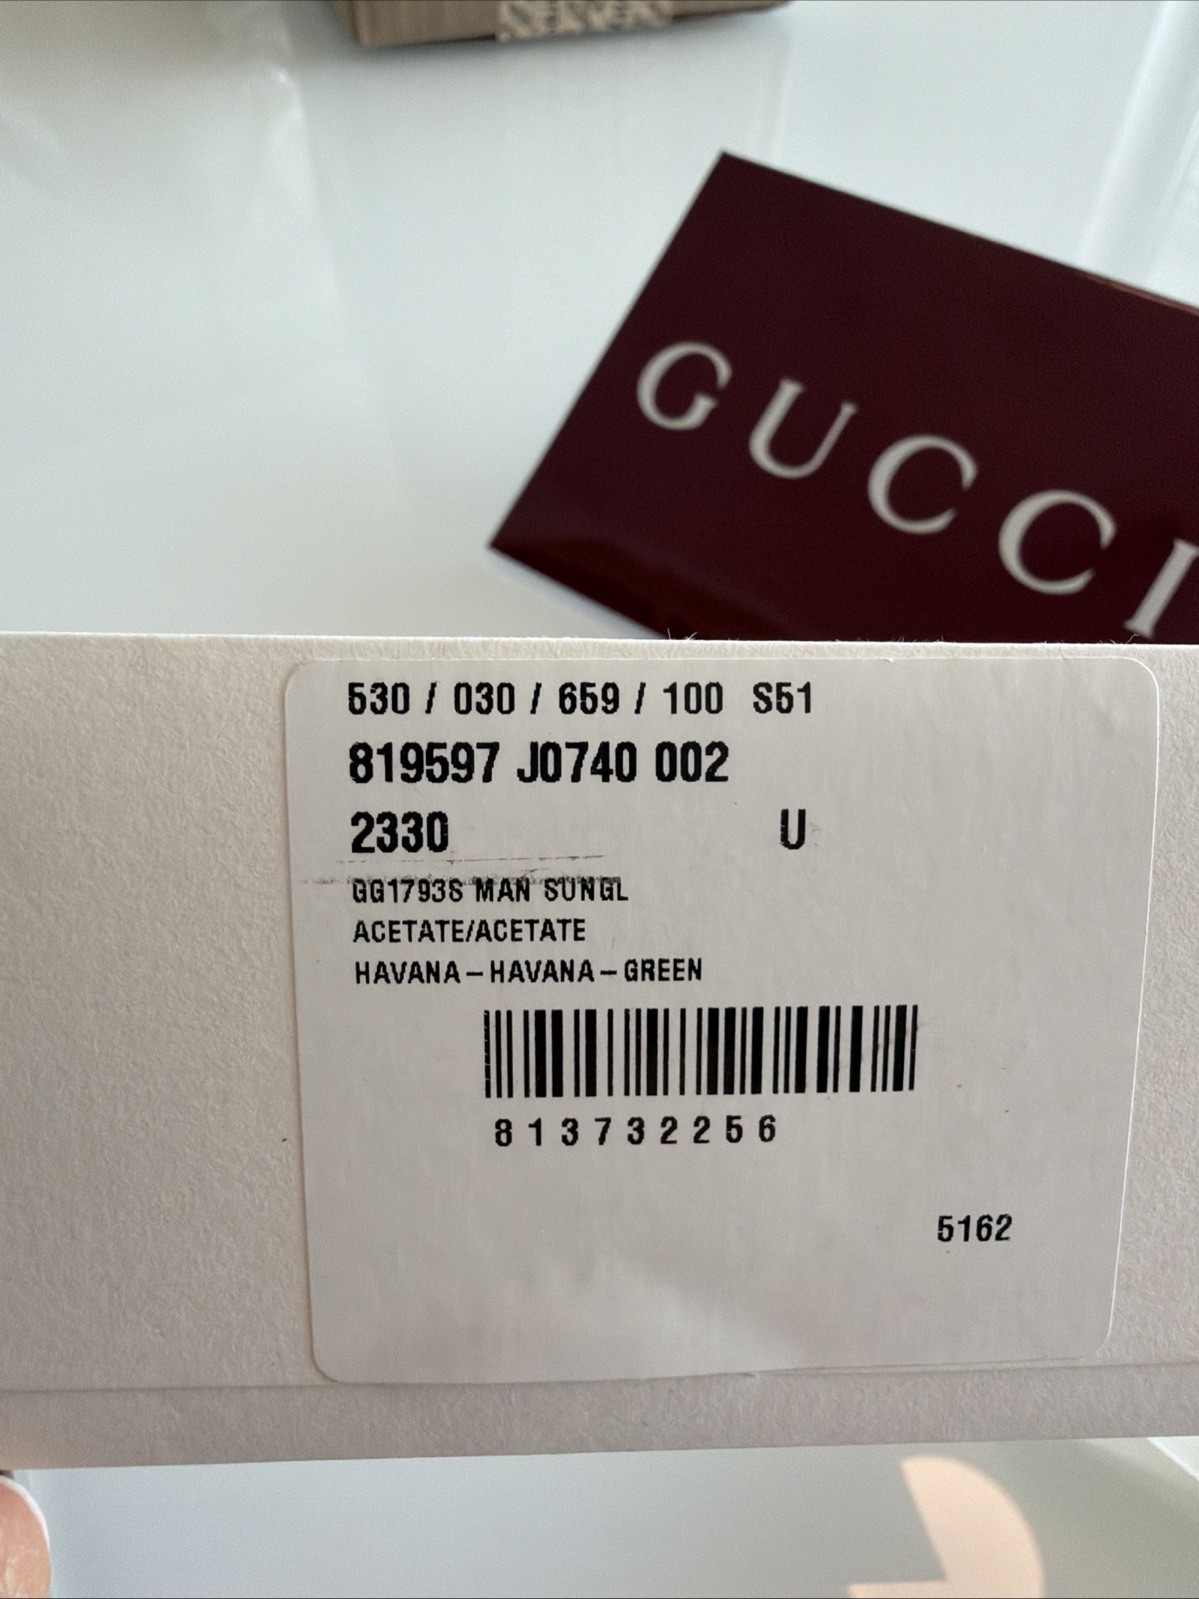 GUCCI
530 / 030 / 659 / 100 S51
819597 J0740 002
2330 U
GG1793S MAN SUNGL
ACETATE/ACETATE
HAVANA-HAVANA-GREEN
813732256
5162